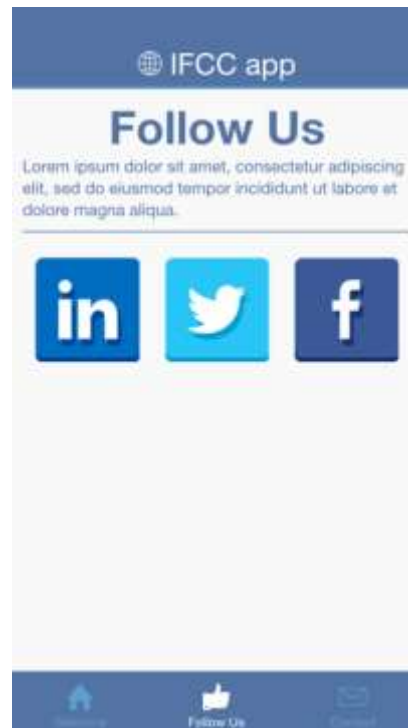 IFCC app
Follow Us
Lorem ipsum dolor sit amet, consectetur adipiscing
elit, sed do eiusmod tempor incididunt ut labore et
dolore magna aliqua.
in
f
Follow Us